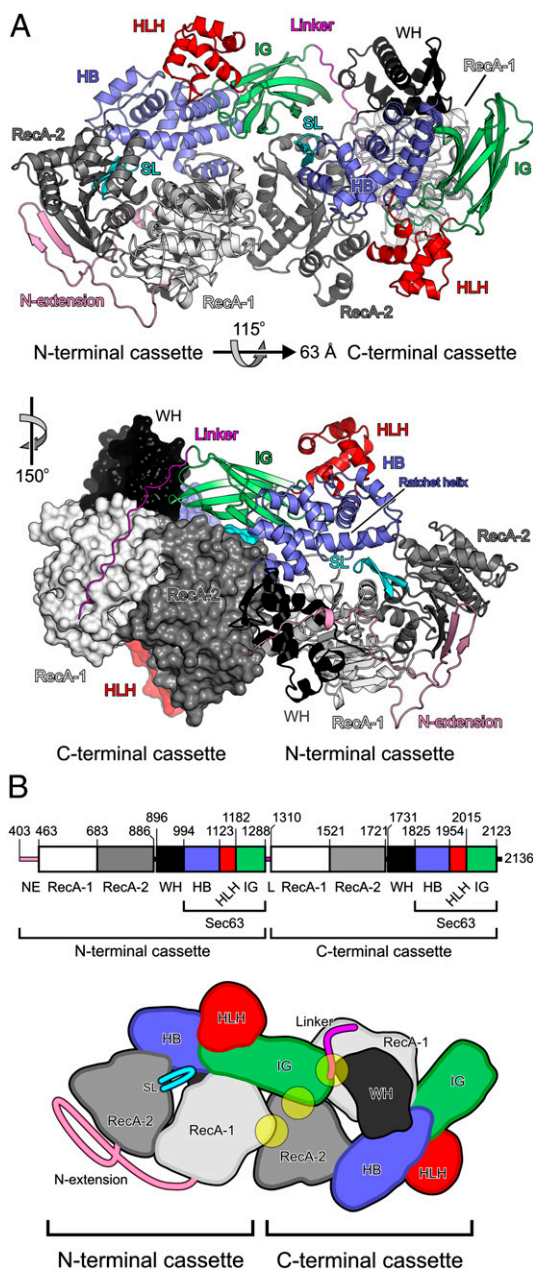 A
HLH
IG
Linker
WH
RecA-1
HB
RecA-2
SL
SL
HB
IG
N-extension
RecA-1
RecA-2
HLH
N-terminal cassette
115°
63 Å
C-terminal cassette
150°
WH
Linker
IG
HLH
HB
Ratchet helix
RecA-2
SL
RecA-2
RecA-1
HLH
WH
RecA-1
N-extension
C-terminal cassette
N-terminal cassette
B
896 1182 1310 1731 2015
403 463 683 886 994 1123 1288 1521 1721 1825 1954 2123
2136
NE RecA-1 RecA-2 WH HB HLH IG L RecA-1 RecA-2 WH HB HLH IG
Sec63 Sec63
N-terminal cassette C-terminal cassette
HLH
Linker
HB
RecA-1
IG
IG
SL
WH
RecA-2
RecA-1
RecA-2
HB
HLH
N-extension
N-terminal cassette
C-terminal cassette